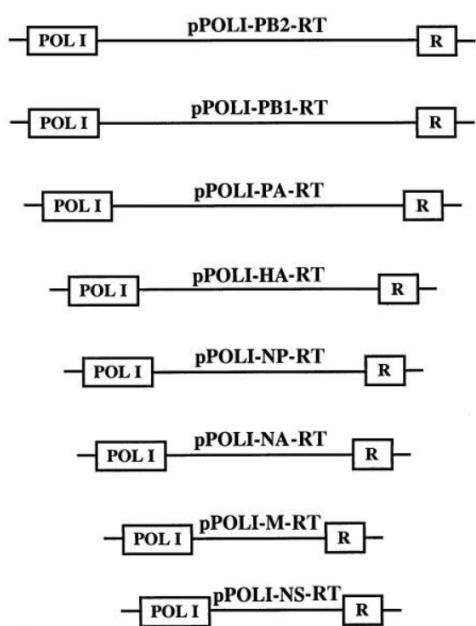 pPOLI-PB2-RT
POL I R
pPOLI-PB1-RT
POL I R
pPOLI-PA-RT
POL I R
pPOLI-HA-RT
POL I R
pPOLI-NP-RT
POL I R
pPOLI-NA-RT
POL I R
pPOLI-M-RT
POL I R
pPOLI-NS-RT
POL I R